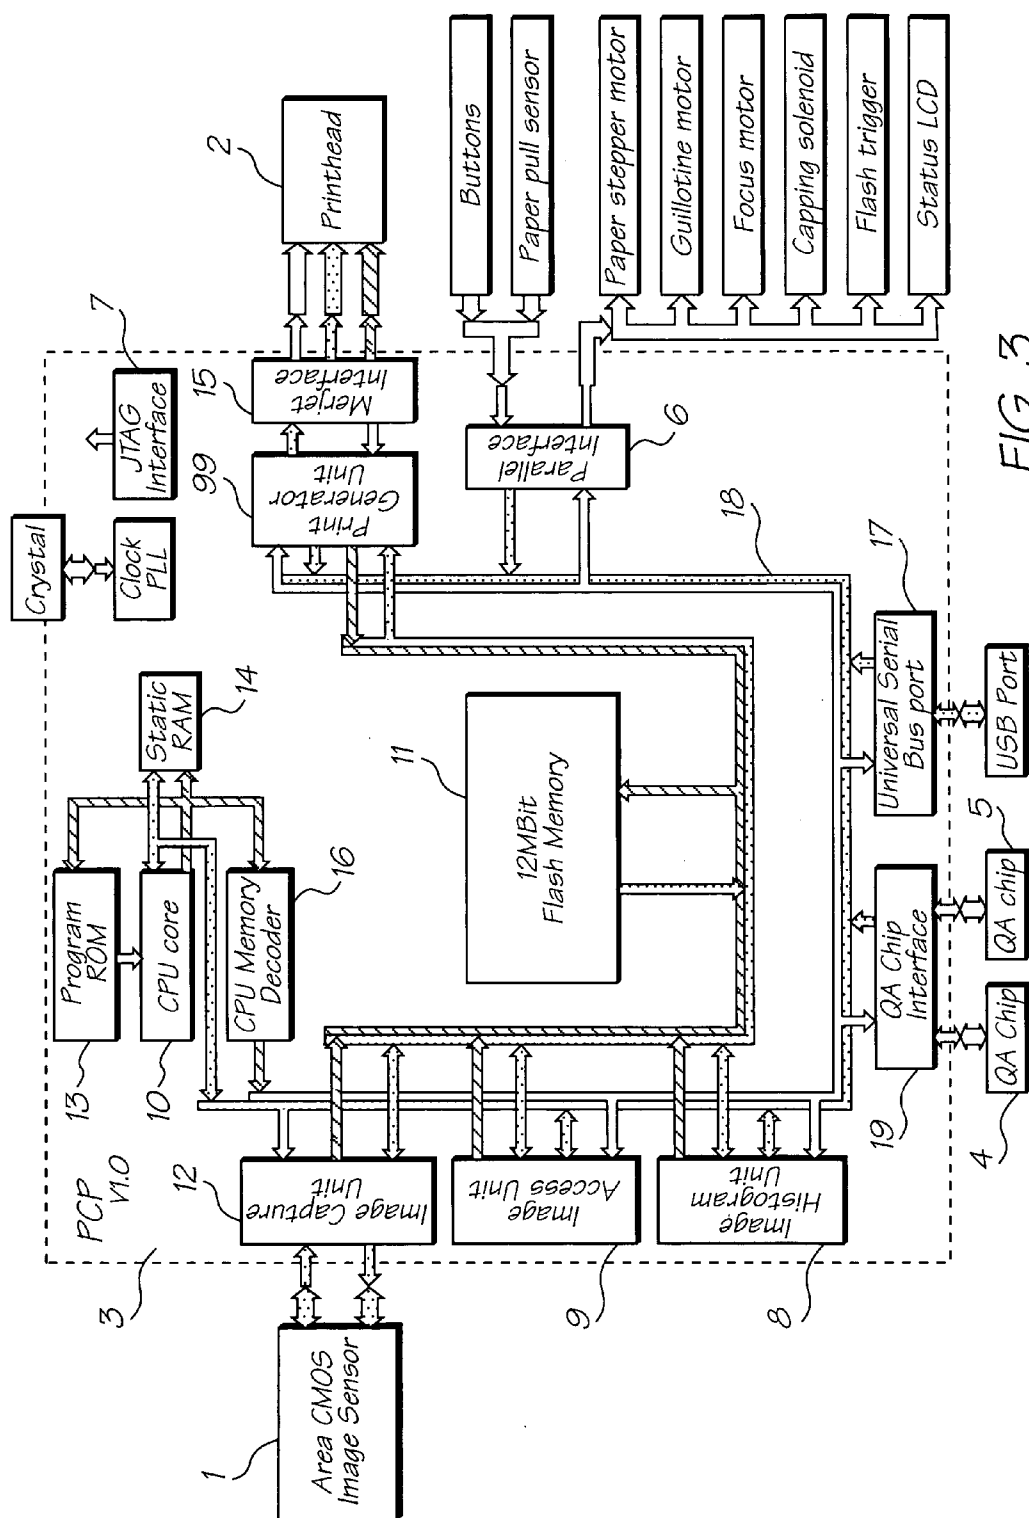 Crystal
Clock
PLL
7
JTAG
Interface
2
Printhead
Buttons
Paper pull sensor
Paper stepper motor
Guillotine motor
Focus motor
Capping solenoid
Flash trigger
Status LCD
15
Merjet
Interface
99
Print
Generator
Unit
Parallel
Interface
6
14
Static
RAM
13
Program
ROM
10
CPU core
16
CPU Memory
Decoder
11
12MBit
Flash Memory
18
17
Universal Serial
Bus port
USB Port
PCP
V1.0
3
12
Image Capture
Unit
Image
Access Unit
9
Image
Histogram
Unit
8
19
QA Chip
Interface
5
QA chip
4
QA Chip
1
Area CMOS
Image Sensor
FIG. 3